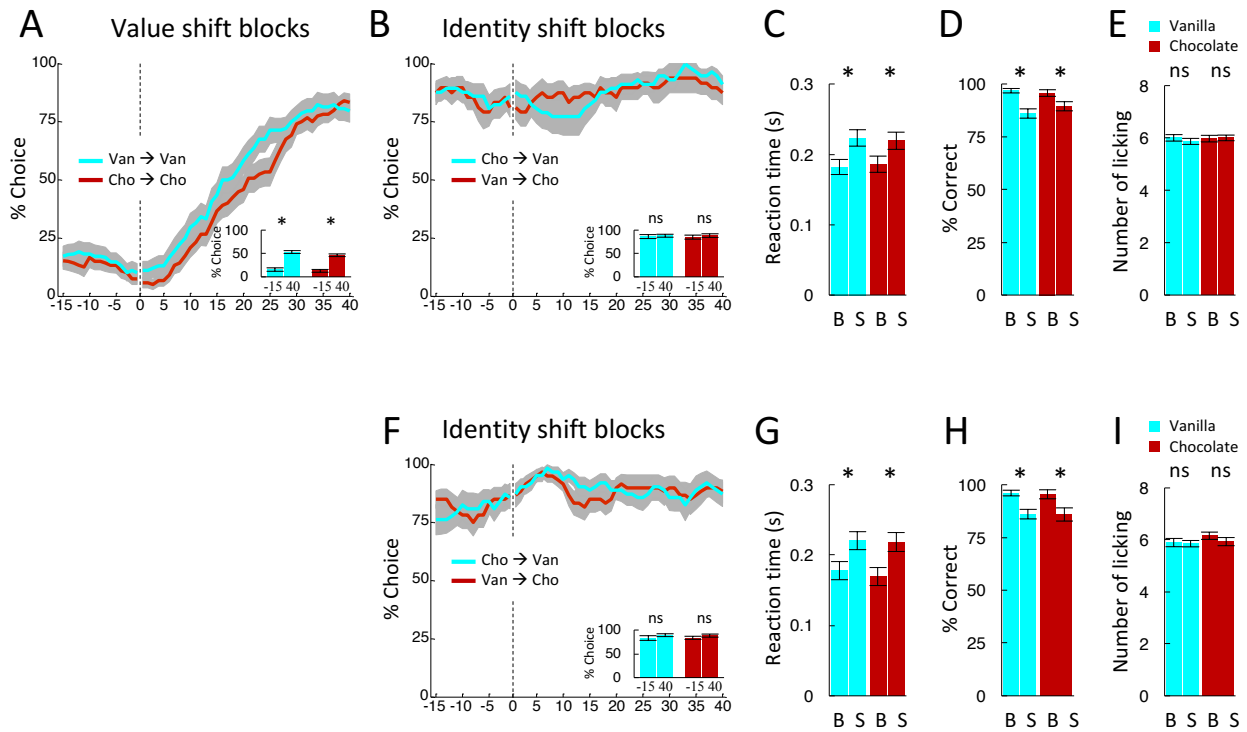 A
Value shift blocks
100
75
50
25
0
% Choice
Van → Van
Cho → Cho
* *
% Choice
100
50
0
-15 40 -15 40
-15 -10 -5 0 5 10 15 20 25 30 35 40
B
Identity shift blocks
100
75
50
25
0
% Choice
Cho → Van
Van → Cho
ns ns
% Choice
100
50
0
-15 40 -15 40
-15 -10 -5 0 5 10 15 20 25 30 35 40
C
* *
Reaction time (s)
0.3
0.2
0.1
0
B S B S
D
* *
% Correct
100
75
50
25
0
B S B S
E
Vanilla
Chocolate
ns ns
Number of licking
8
6
4
2
0
B S B S
F
Identity shift blocks
100
75
50
25
0
% Choice
Cho → Van
Van → Cho
ns ns
% Choice
100
50
0
-15 40 -15 40
-15 -10 -5 0 5 10 15 20 25 30 35 40
G
* *
Reaction time (s)
0.3
0.2
0.1
0
B S B S
H
* *
% Correct
100
75
50
25
0
B S B S
I
Vanilla
Chocolate
ns ns
Number of licking
8
6
4
2
0
B S B S